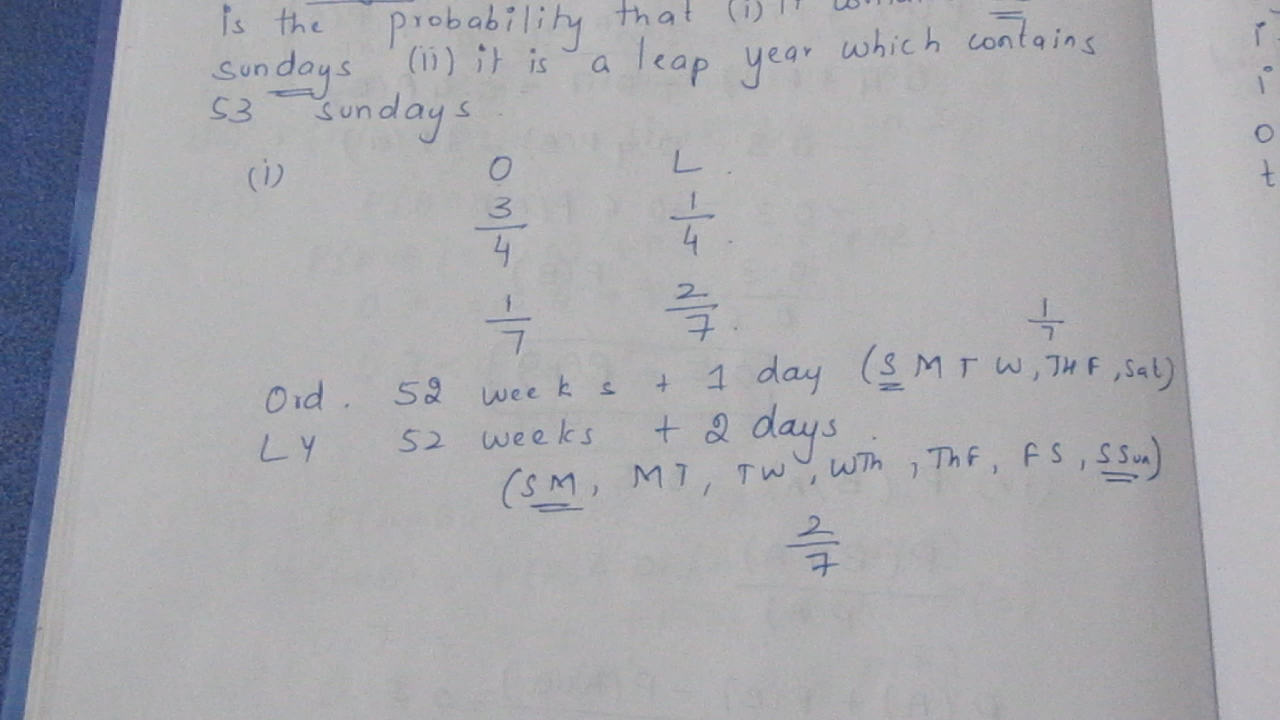 is the probability that (i) it
sundays (ii) it is a leap year which contains
53 sundays.
(i) O L.
3/4 1/4.
1/7 2/7. 1/7
Ord. 52 weeks + 1 day (S M T W, TH F, Sat)
LY 52 weeks + 2 days.
(SM, MT, TW, WTh, ThF, FS, SSun)
2/7
i
i
o
t